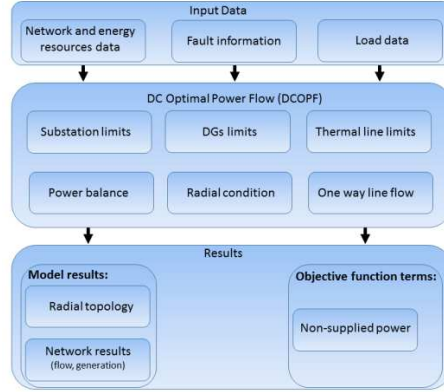 Input Data
Network and energy
resources data
Fault information
Load data
DC Optimal Power Flow (DCOPF)
Substation limits
DGs limits
Thermal line limits
Power balance
Radial condition
One way line flow
Results
Model results:
Radial topology
Network results
(flow, generation)
Objective function terms:
Non-supplied power